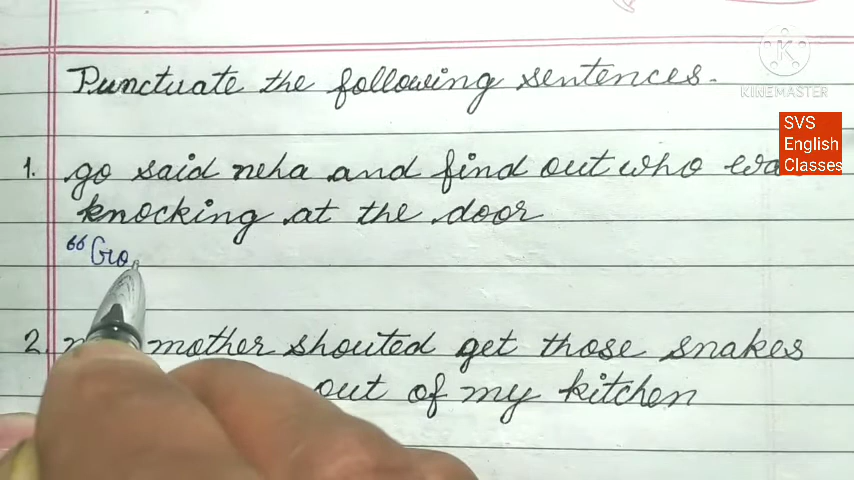 K
KINEMASTER
SVS
English
Classes
Punctuate the following sentences.
1. go said neha and find out who
knocking at the door
“Go,
2. mother shouted get those snakes
out of my kitchen